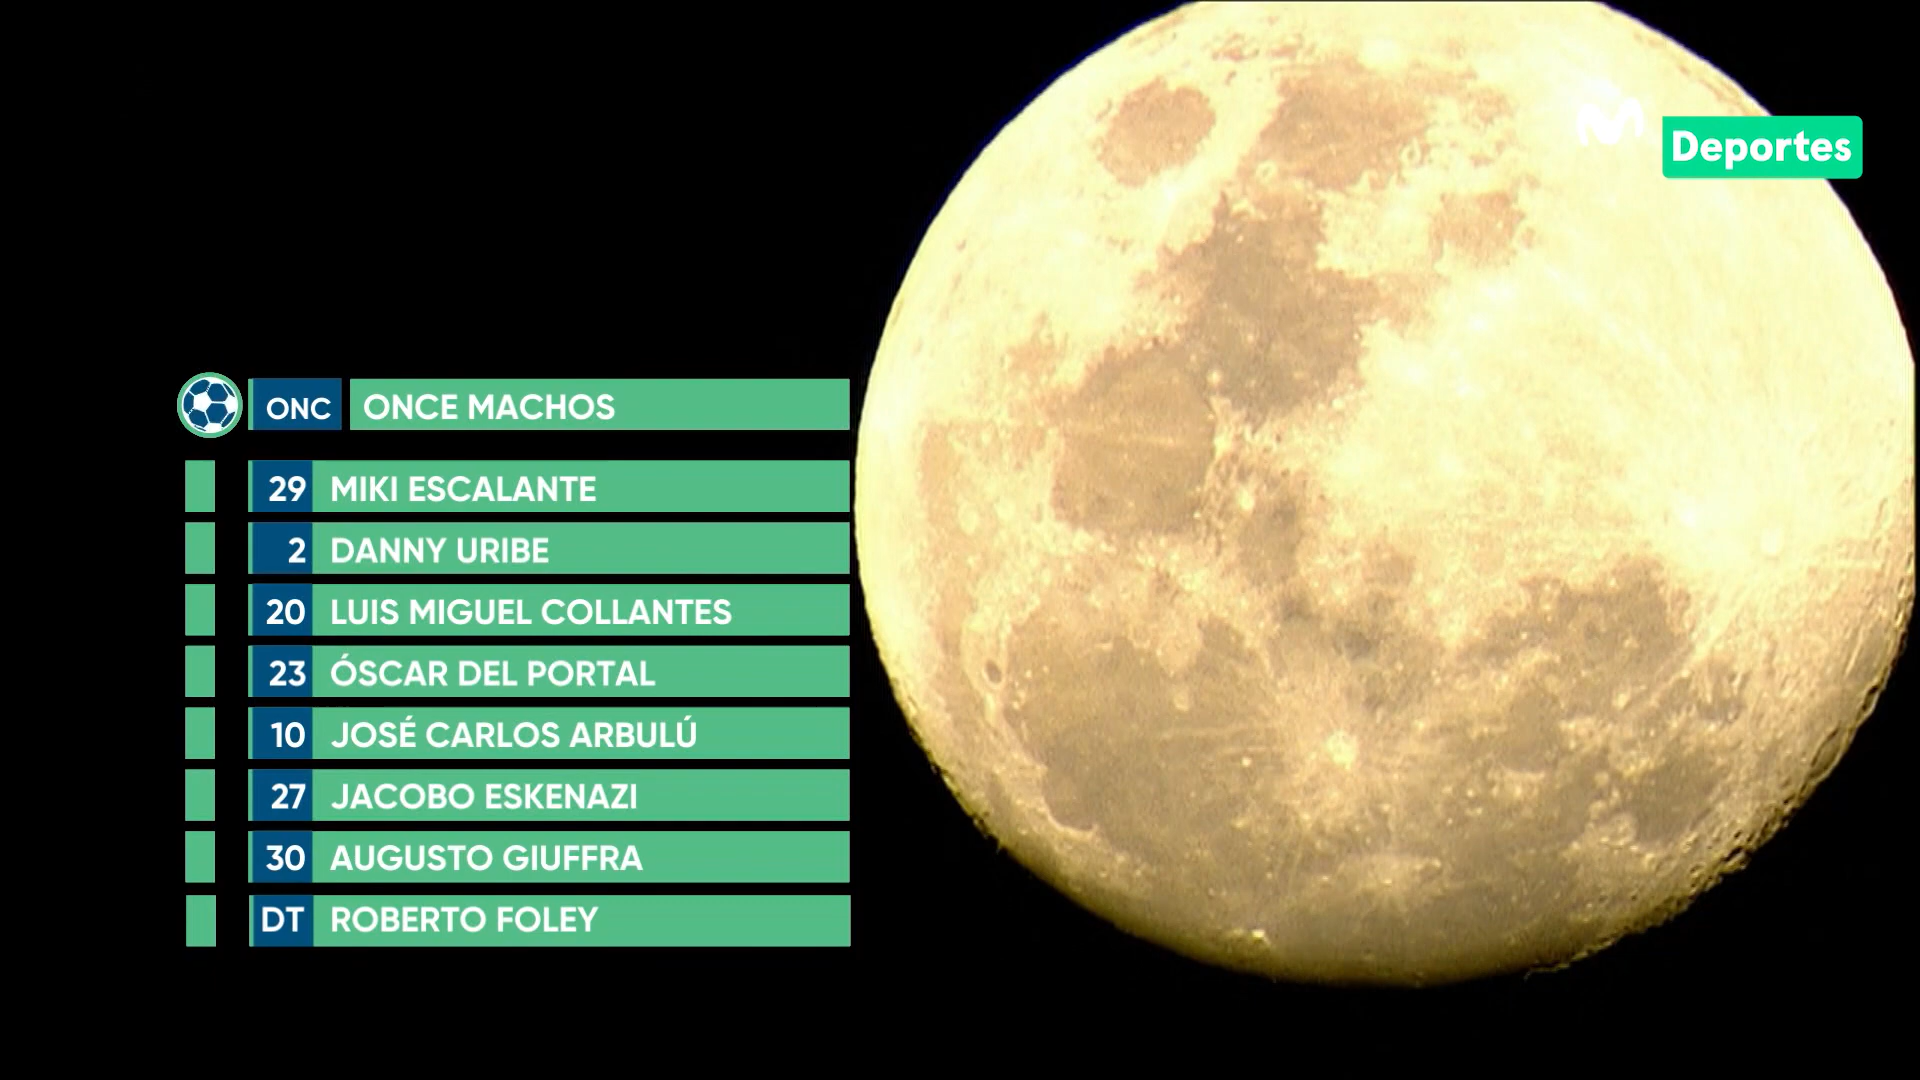 Deportes
ONC ONCE MACHOS
29 MIKI ESCALANTE
2 DANNY URIBE
20 LUIS MIGUEL COLLANTES
23 ÓSCAR DEL PORTAL
10 JOSÉ CARLOS ARBULÚ
27 JACOBO ESKENAZI
30 AUGUSTO GIUFFRA
DT ROBERTO FOLEY